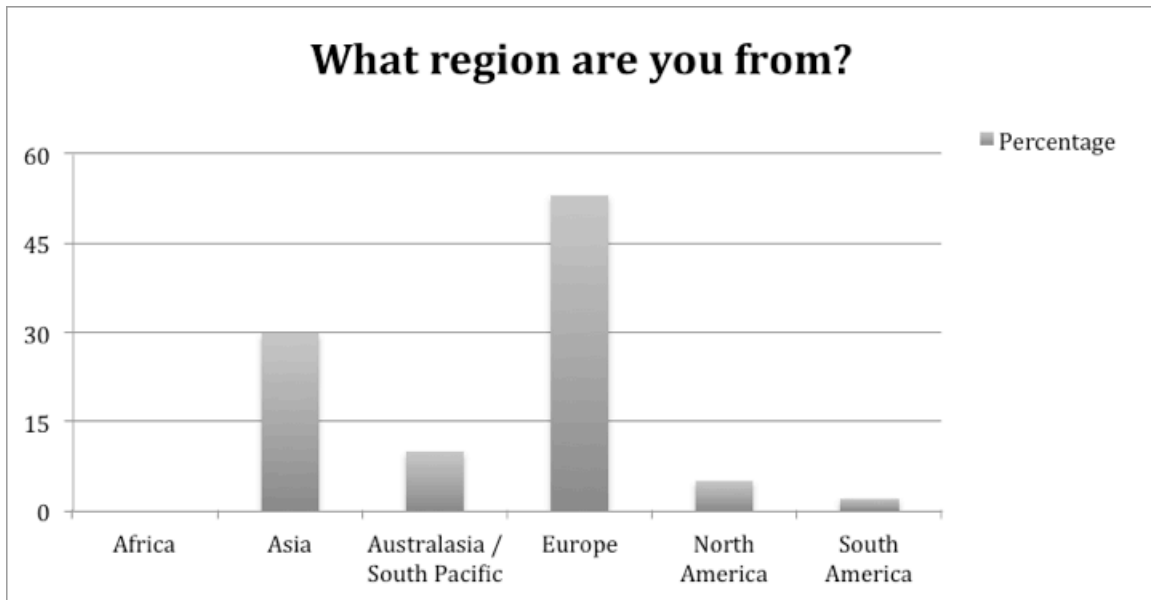 What region are you from?
Percentage
60
45
30
15
0
Africa
Asia
Australasia /
South Pacific
Europe
North
America
South
America